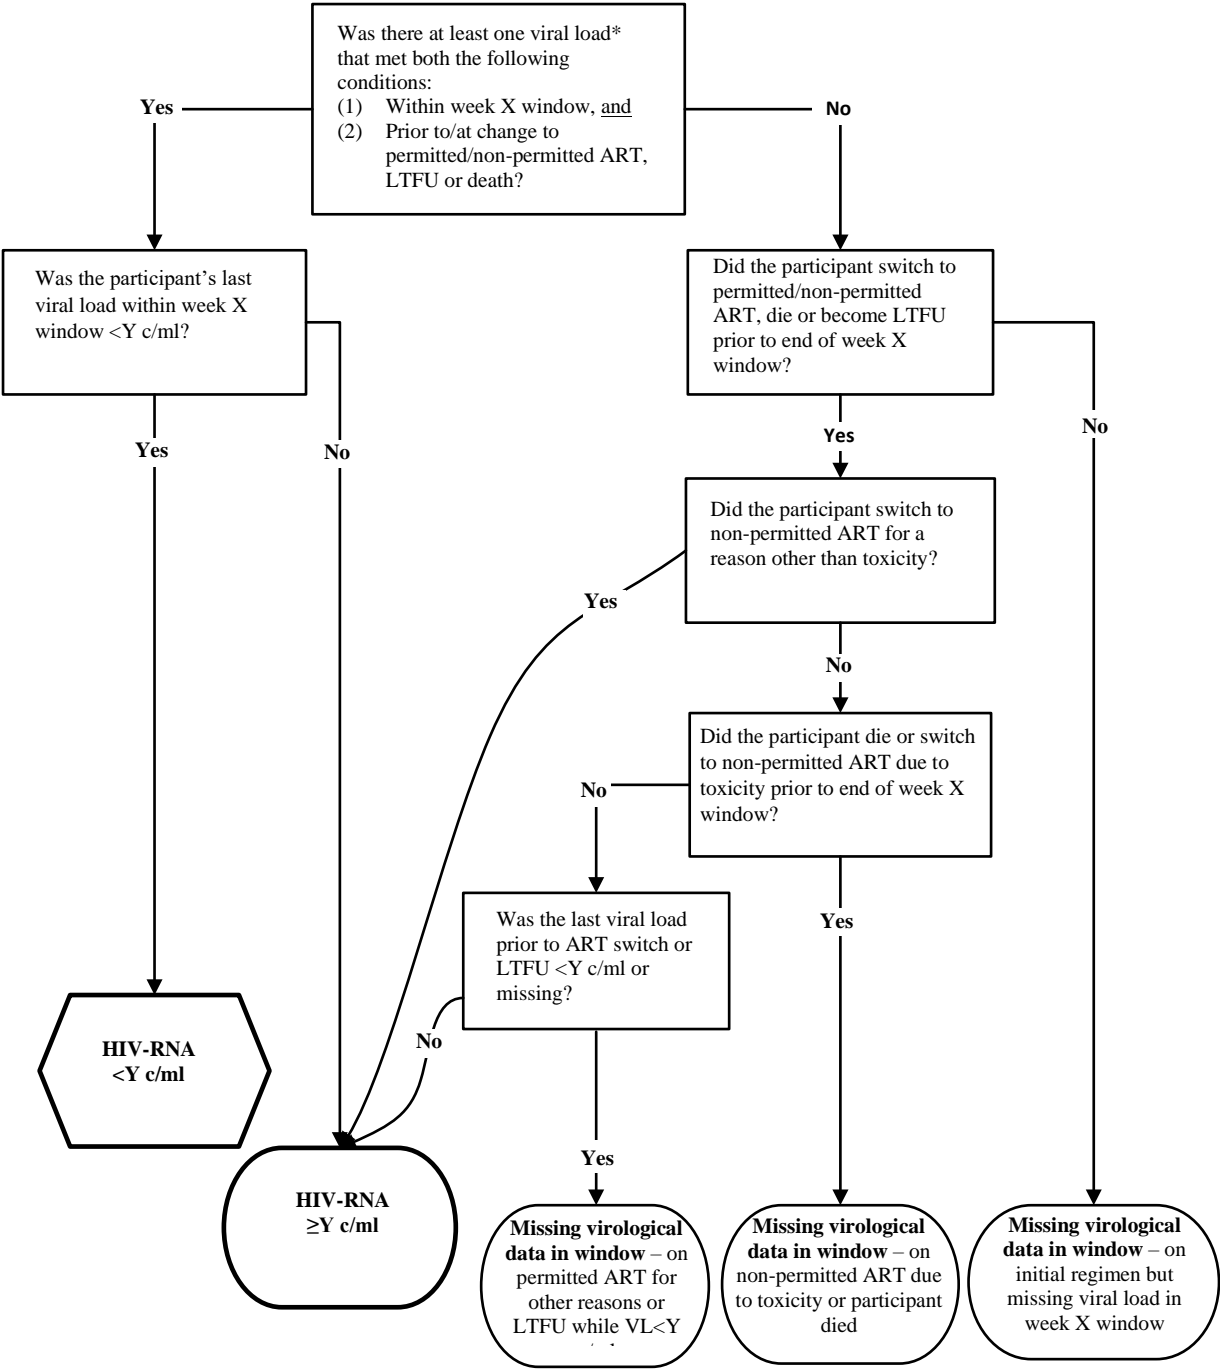 Was there at least one viral load*
that met both the following
conditions:
(1) Within week X window, and
(2) Prior to/at change to
permitted/non-permitted ART,
LTFU or death?
Yes
No
Was the participant’s last
viral load within week X
window <Y c/ml?
Did the participant switch to
permitted/non-permitted
ART, die or become LTFU
prior to end of week X
window?
Yes
No
Yes
No
Did the participant switch to
non-permitted ART for a
reason other than toxicity?
Yes
No
Did the participant die or switch
to non-permitted ART due to
toxicity prior to end of week X
window?
No
Yes
Was the last viral load
prior to ART switch or
LTFU <Y c/ml or
missing?
No
Yes
HIV-RNA
<Y c/ml
HIV-RNA
≥Y c/ml
Missing virological
data in window – on
permitted ART for
other reasons or
LTFU while VL<Y
Missing virological
data in window – on
non-permitted ART due
to toxicity or participant
died
Missing virological
data in window – on
initial regimen but
missing viral load in
week X window